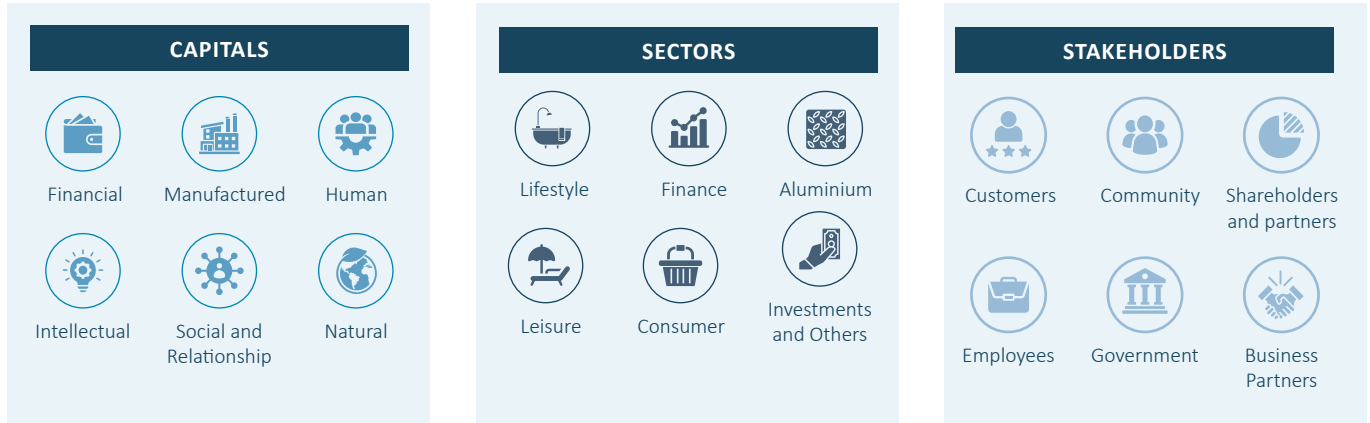 CAPITALS
Financial
Manufactured
Human
Intellectual
Social and
Relationship
Natural
SECTORS
Lifestyle
Finance
Aluminium
Leisure
Consumer
Investments
and Others
STAKEHOLDERS
Customers
Community
Shareholders
and partners
Employees
Government
Business
Partners